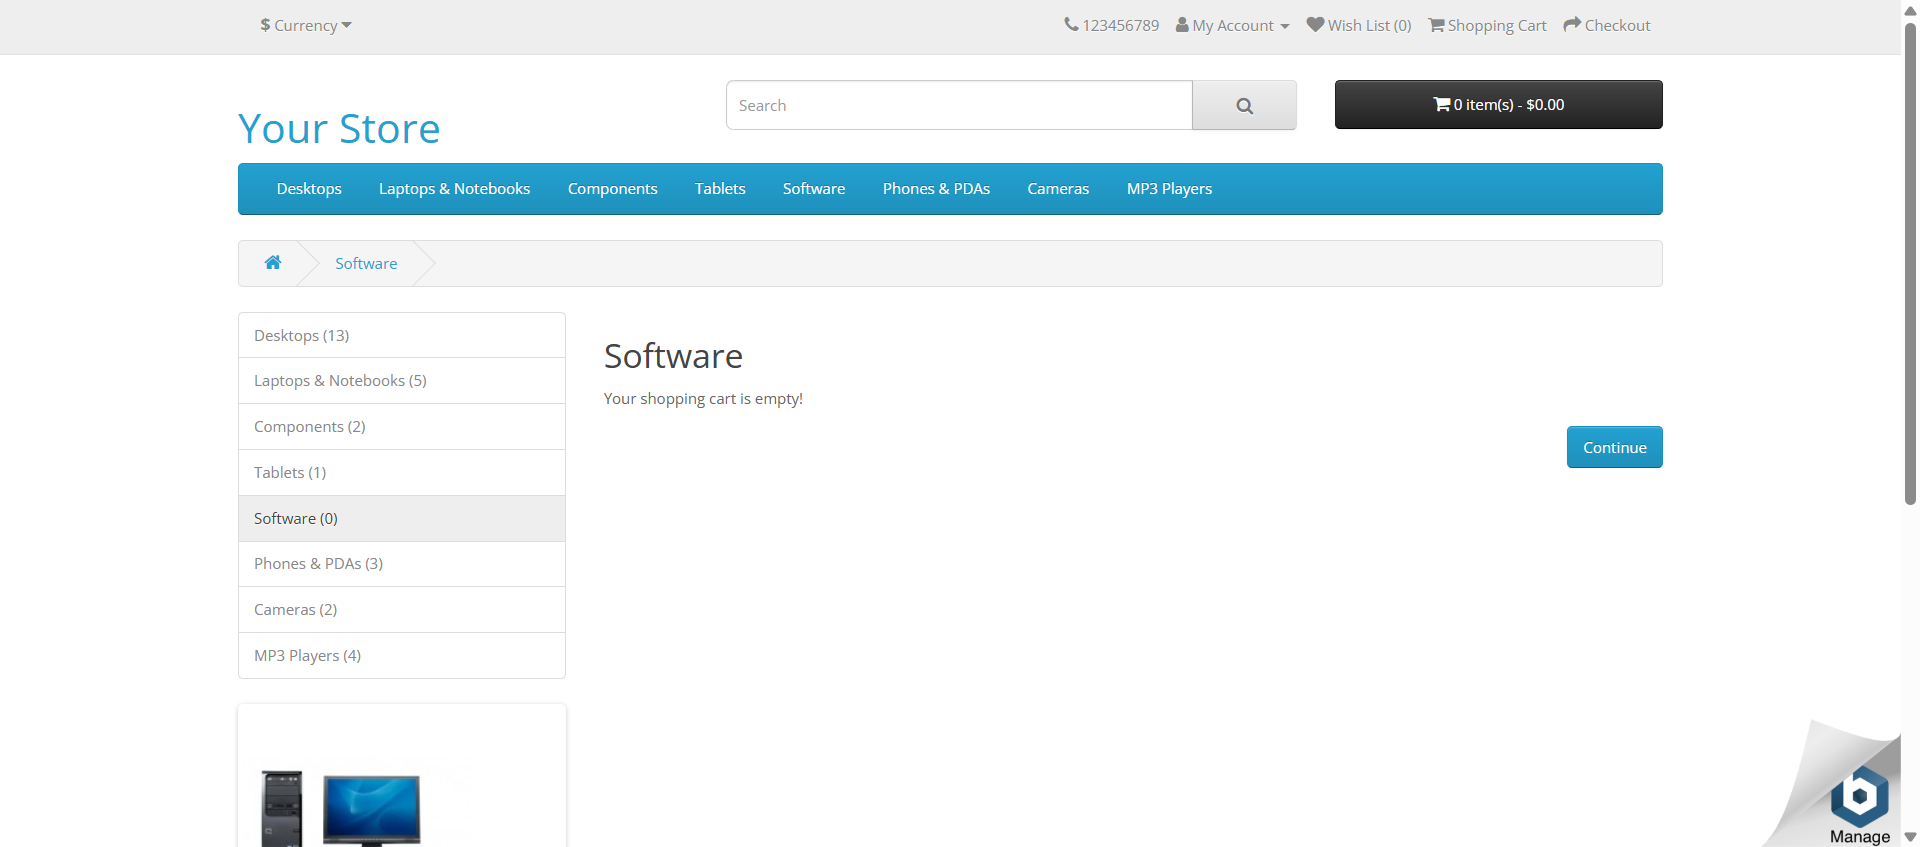 $ Currency
123456789 My Account Wish List (0) Shopping Cart Checkout
Your Store
Search
0 item(s) - $0.00
Desktops Laptops & Notebooks Components Tablets Software Phones & PDAs Cameras MP3 Players
Software
Desktops (13)
Laptops & Notebooks (5)
Components (2)
Tablets (1)
Software (0)
Phones & PDAs (3)
Cameras (2)
MP3 Players (4)
Software
Your shopping cart is empty!
Continue
b
Manage